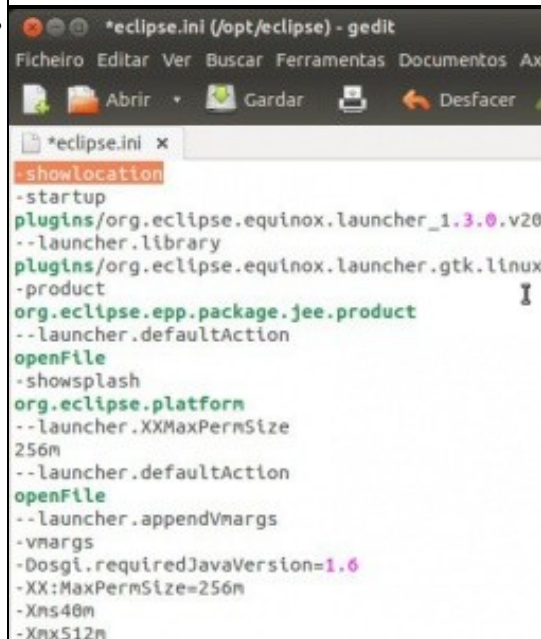 *eclipse.ini (/opt/eclipse) - gedit
Ficheiro Editar Ver Buscar Ferramentas Documentos Ax
Abrir Gardar Desfacer
*eclipse.ini x
-showlocation
-startup
plugins/org.eclipse.equinox.launcher_1.3.0.v20
--launcher.library
plugins/org.eclipse.equinox.launcher.gtk.linux
-product
org.eclipse.epp.package.jee.product
--launcher.defaultAction
openFile
-showsplash
org.eclipse.platform
--launcher.XXMaxPermSize
256m
--launcher.defaultAction
openFile
--launcher.appendVmargs
-vmargs
-Dosgi.requiredJavaVersion=1.6
-XX:MaxPermSize=256m
-Xms40m
-Xmx512m